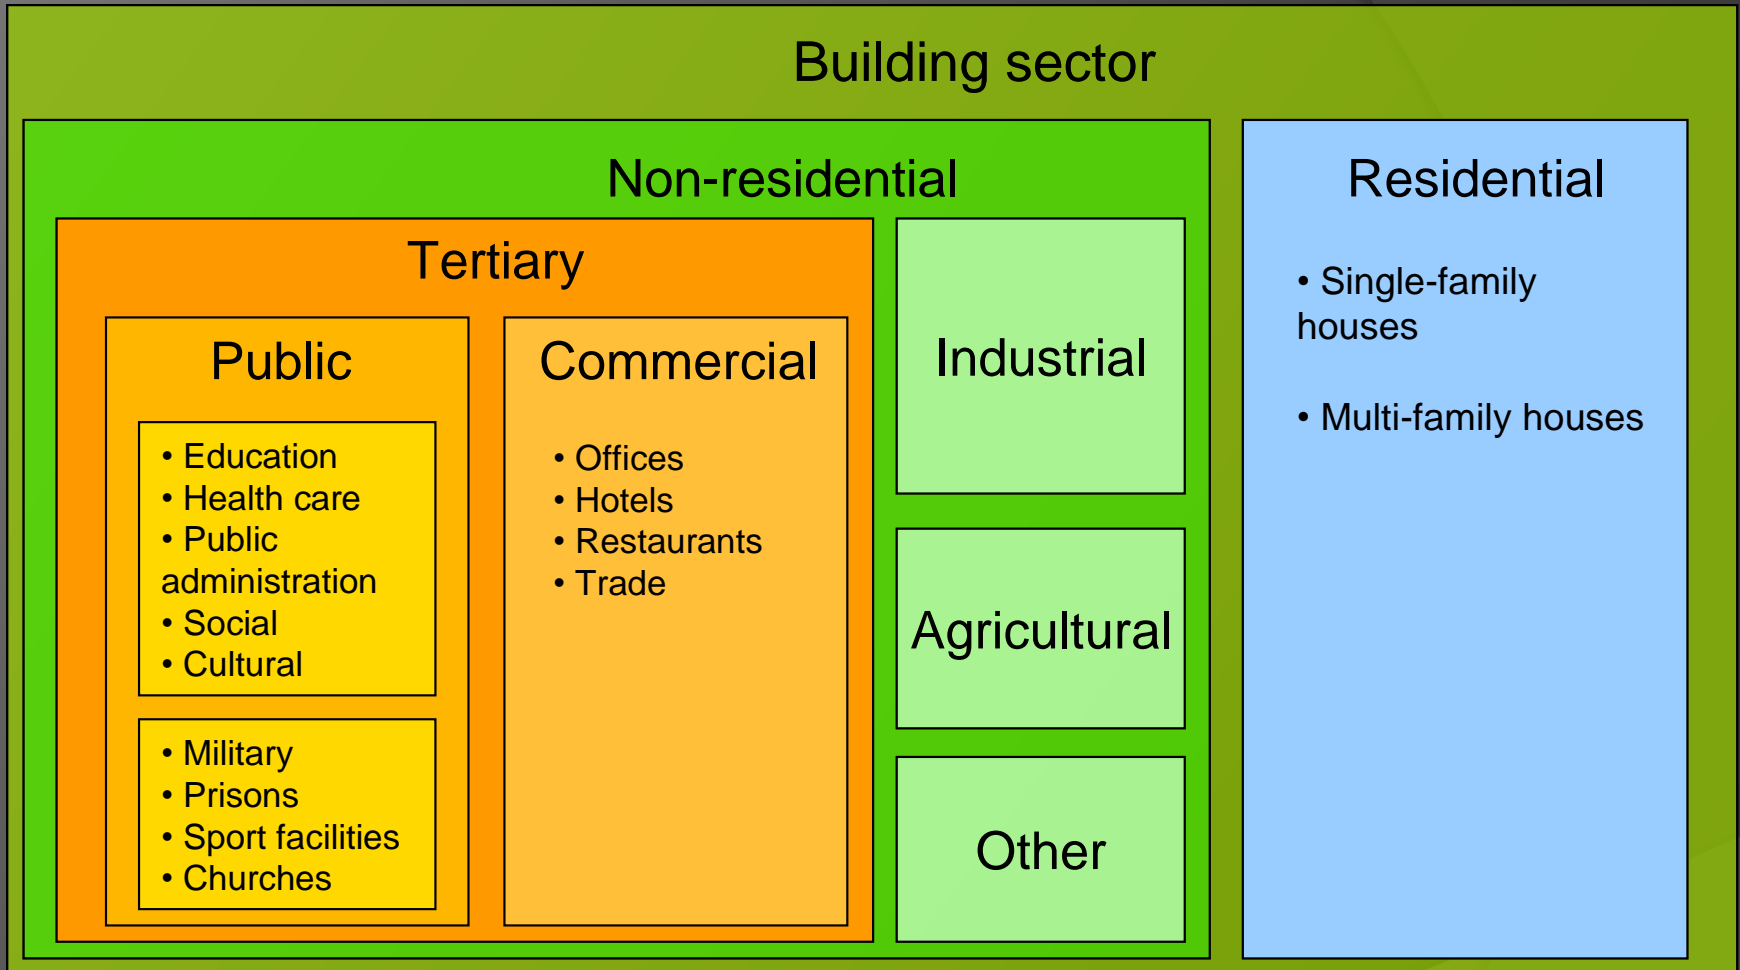 Building sector
Non-residential
Tertiary
Public
• Education
• Health care
• Public
administration
• Social
• Cultural
• Military
• Prisons
• Sport facilities
• Churches
Commercial
• Offices
• Hotels
• Restaurants
• Trade
Industrial
Agricultural
Other
Residential
• Single-family
houses
• Multi-family houses